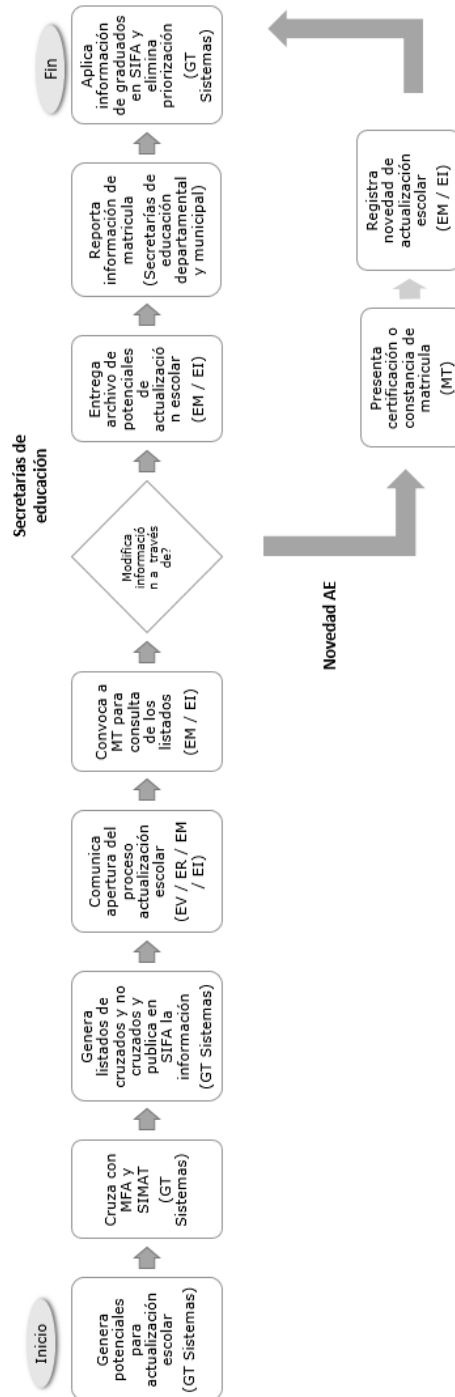 Inicio
Genera
potenciales
para
actualización
escolar
(GT Sistemas)
Cruza con
MFA y
SIMAT
(GT
Sistemas)
Genera
listados de
cruzados y no
cruzados y
publica en
SIFA la
información
(GT Sistemas)
Comunica
apertura del
proceso
actualización
escolar
(EV / ER / EM
/ EI)
Convoca a
MT para
consulta
de los
listados
(EM / EI)
Modifica
informació
n a través
de?
Secretarías de
educación
Entrega
archivo de
potenciales
de
actualizació
n escolar
(EM / EI)
Reporta
información de
matricula
(Secretarías de
educación
departamental
y municipal)
Fin
Aplica
información
de graduados
en SIFA y
elimina
priorización
(GT
Sistemas)
Novedad AE
Presenta
certificación o
constancia de
matricula
(MT)
Registra
novedad de
actualización
escolar
(EM / EI)